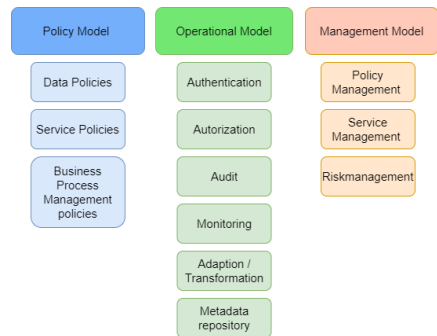 Policy Model
Operational Model
Management Model
Data Policies
Service Policies
Business
Process
Management
policies
Authentication
Autorization
Audit
Monitoring
Adaption /
Transformation
Metadata
repository
Policy
Management
Service
Management
Riskmanagement